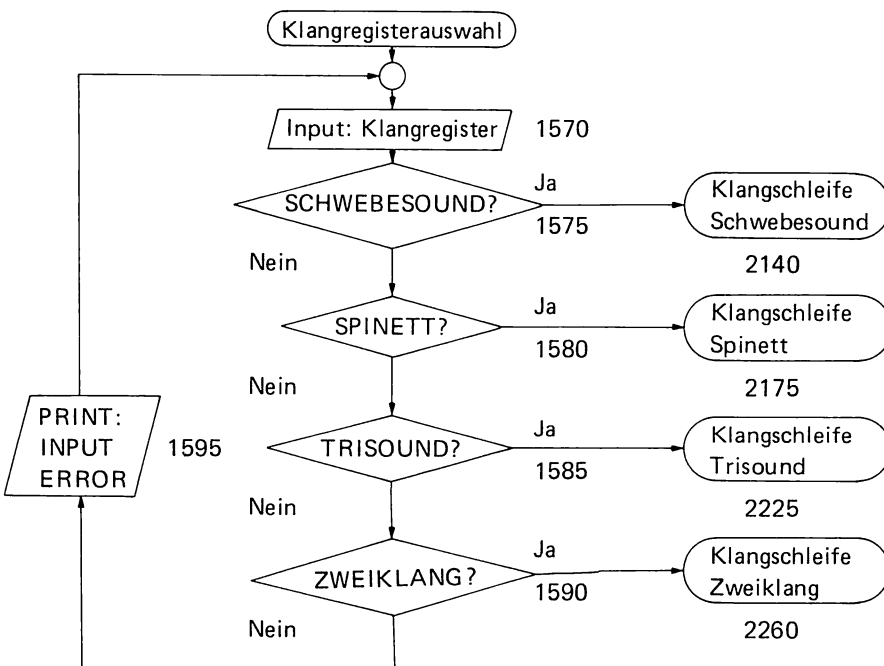 Klangregisterauswahl
Input: Klangregister
1570
SCHWEBESOUND?
Ja
1575
Klangschleife
Schwebesound
2140
Nein
SPINETT?
Ja
1580
Klangschleife
Spinett
2175
Nein
PRINT:
INPUT
ERROR
1595
TRISOUND?
Ja
1585
Klangschleife
Trisound
2225
Nein
ZWEIKLANG?
Ja
1590
Klangschleife
Zweiklang
2260
Nein